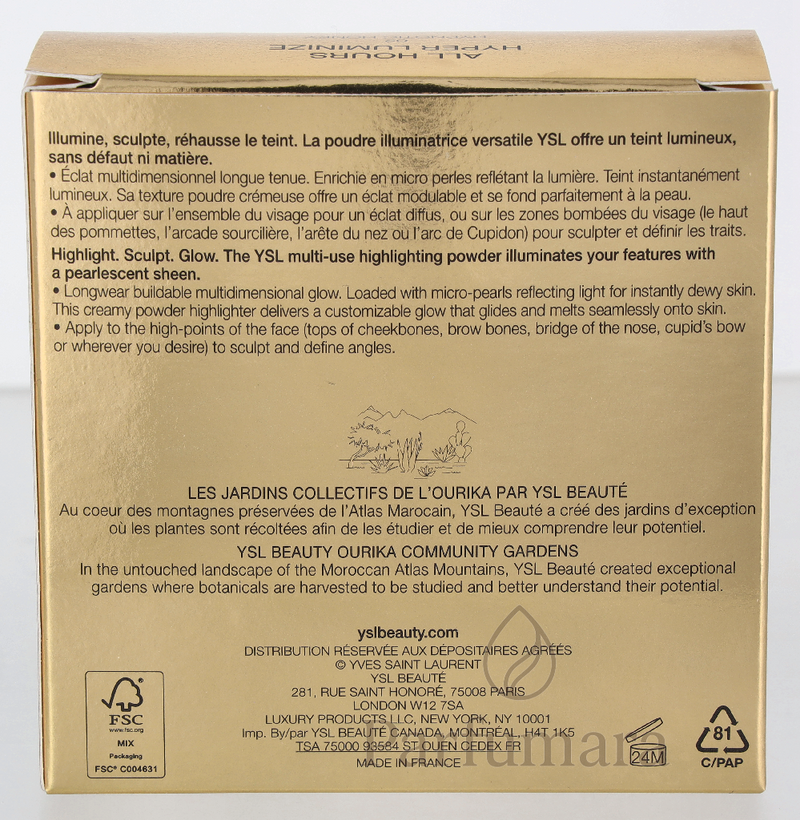 ALL HOURS
HYPER LUMINIZE
Illumine, sculpte, réhausse le teint. La poudre illuminatrice versatile YSL offre un teint lumineux,
sans défaut ni matière.
• Éclat multidimensionnel longue tenue. Enrichie en micro perles reflétant la lumière. Teint instantanément
lumineux. Sa texture poudre crémeuse offre un éclat modulable et se fond parfaitement à la peau.
• À appliquer sur l'ensemble du visage pour un éclat diffus, ou sur les zones bombées du visage (le haut
des pommettes, l'arcade sourcilière, l'arête du nez ou l'arc de Cupidon) pour sculpter et définir les traits.
Highlight. Sculpt. Glow. The YSL multi-use highlighting powder illuminates your features with
a pearlescent sheen.
• Longwear buildable multidimensional glow. Loaded with micro-pearls reflecting light for instantly dewy skin.
This creamy powder highlighter delivers a customizable glow that glides and melts seamlessly onto skin.
• Apply to the high-points of the face (tops of cheekbones, brow bones, bridge of the nose, cupid's bow
or wherever you desire) to sculpt and define angles.
LES JARDINS COLLECTIFS DE L'OURIKA PAR YSL BEAUTÉ
Au coeur des montagnes préservées de l'Atlas Marocain, YSL Beauté a créé des jardins d'exception
où les plantes sont récoltées afin de les étudier et de mieux comprendre leur potentiel.
YSL BEAUTY OURIKA COMMUNITY GARDENS
In the untouched landscape of the Moroccan Atlas Mountains, YSL Beauté created exceptional
gardens where botanicals are harvested to be studied and better understand their potential.
yslbeauty.com
DISTRIBUTION RÉSERVÉE AUX DÉPOSITAIRES AGRÉÉS
© YVES SAINT LAURENT
YSL BEAUTÉ
281, RUE SAINT HONORÉ, 75008 PARIS
LONDON W12 7SA
LUXURY PRODUCTS LLC, NEW YORK, NY 10001
Imp. By/par YSL BEAUTÉ CANADA, MONTRÉAL, H4T 1K5
TSA 75000 93584 ST OUEN CEDEX FR
MADE IN FRANCE
FSC
www.fsc.org
MIX
Packaging
FSC® C004631
24M
81
C/PAP
Parfumara